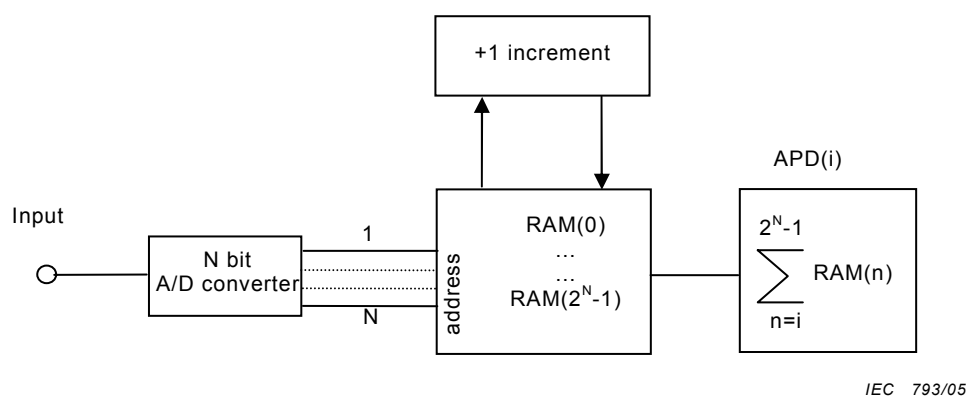 +1 increment
APD(i)
Input
N bit
A/D converter
1
N
address
RAM(0)
...
...
RAM(2^N-1)
2^N-1
∑ RAM(n)
n=i
IEC 793/05